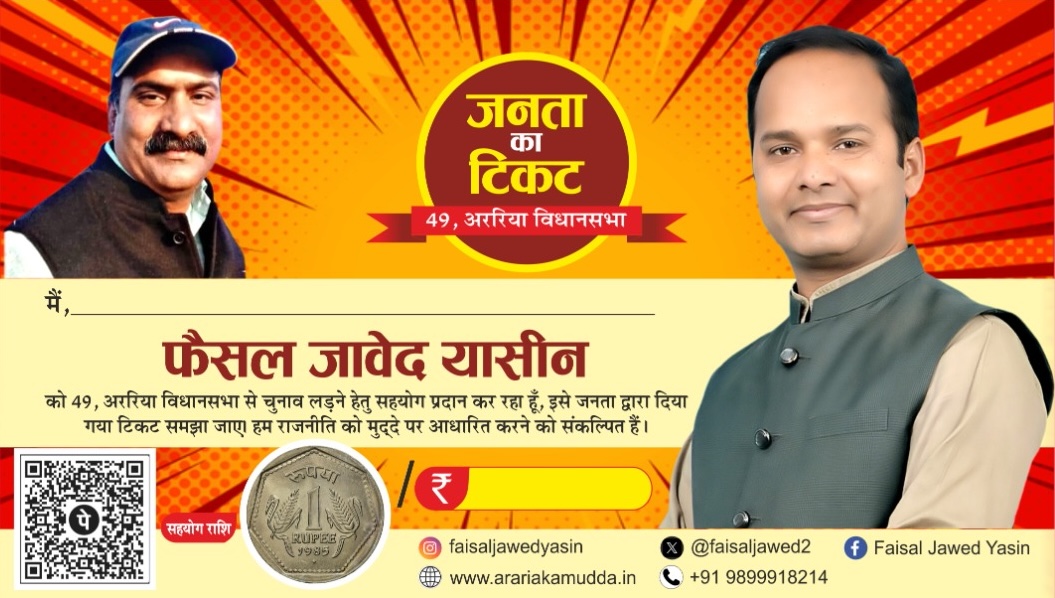 जनता
का
टिकट
49, अररिया विधानसभा
मैं,
फैसल जावेद यासीन
को 49, अररिया विधानसभा से चुनाव लड़ने हेतु सहयोग प्रदान कर रहा हूँ, इसे जनता द्वारा दिया
गया टिकट समझा जाए। हम राजनीति को मुद्दे पर आधारित करने को संकल्पित हैं।
पे
सहयोग राशि
रूपया
1
RUPEE
1985
/ ₹
faisaljawedyasin
@faisaljawed2
Faisal Jawed Yasin
www.arariakamudda.in
+91 9899918214